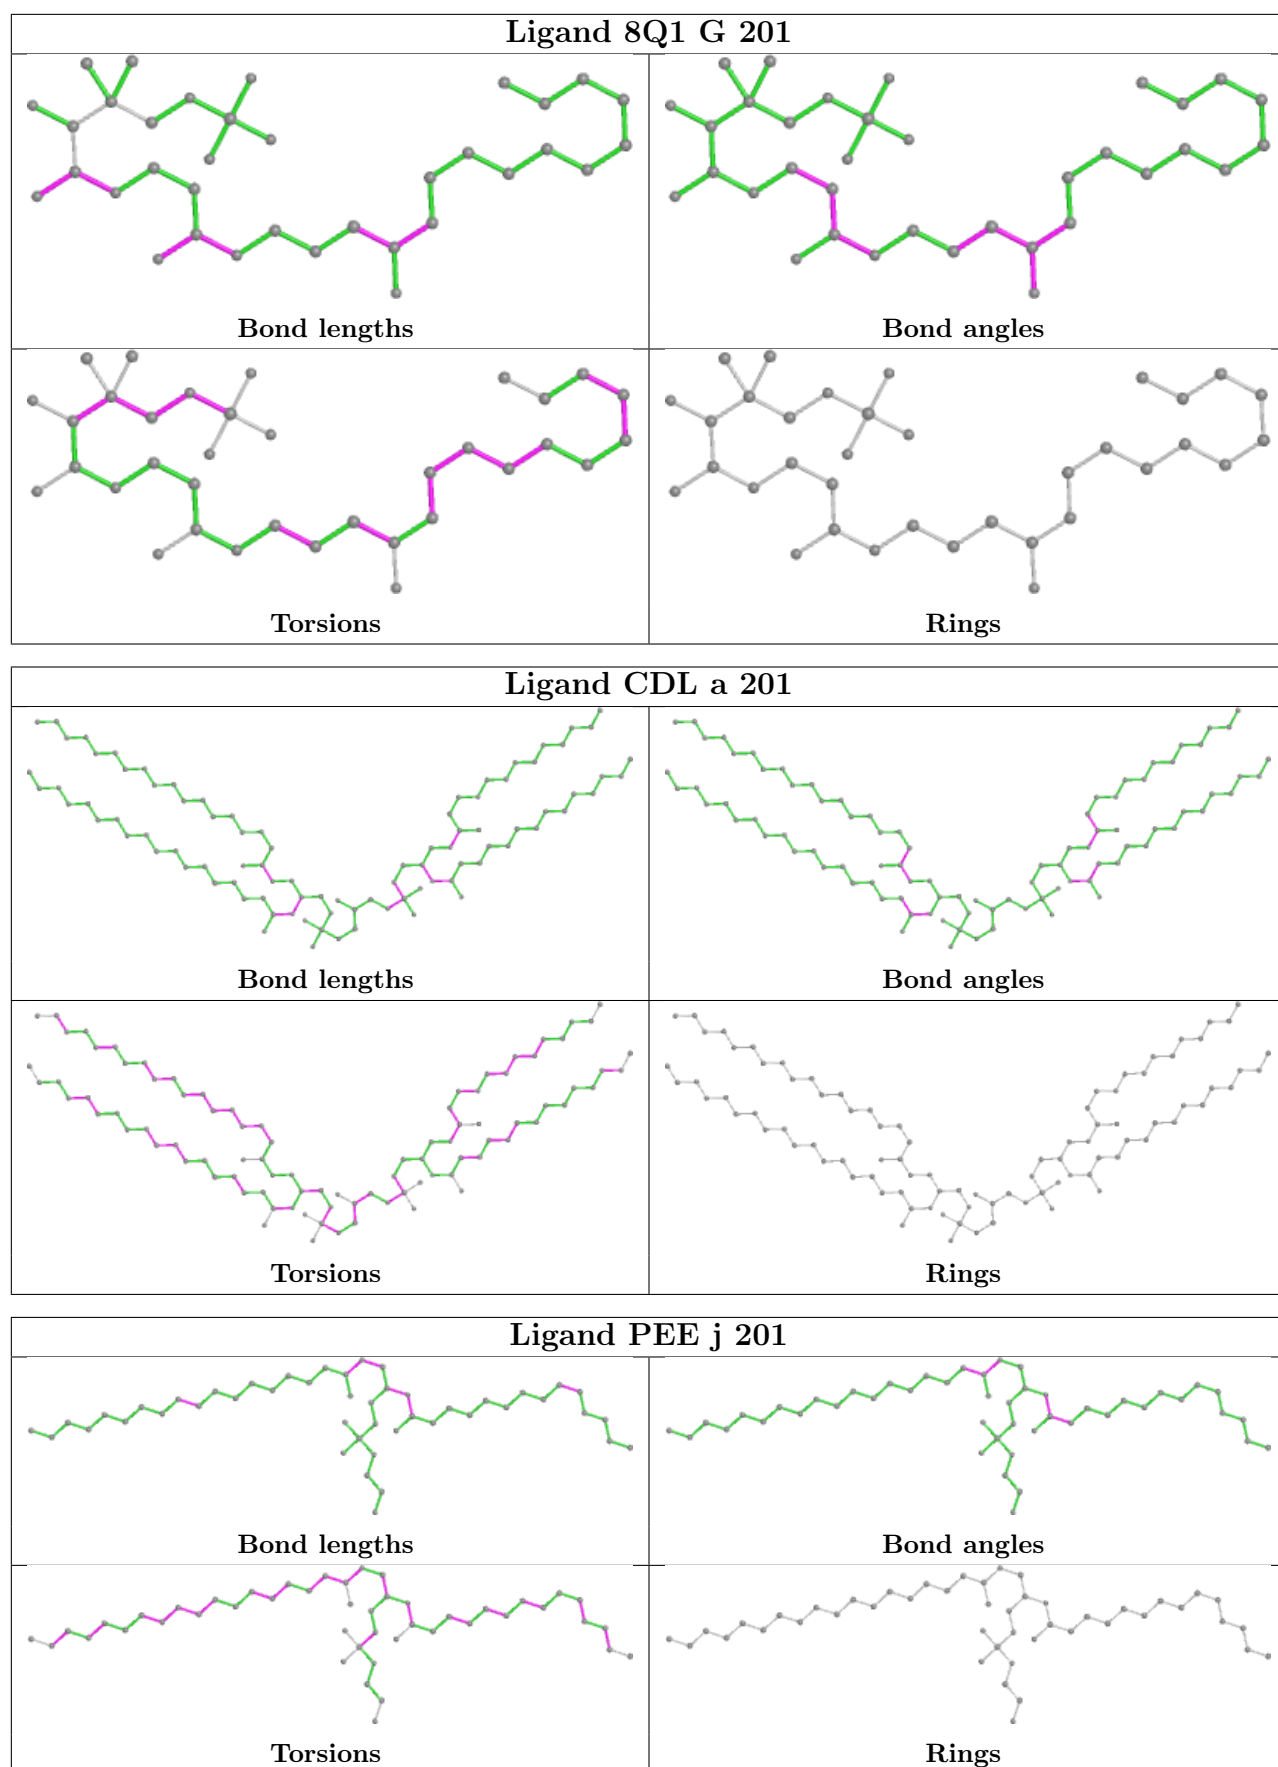 Ligand 8Q1 G 201
Bond lengths
Bond angles
Torsions
Rings
Ligand CDL a 201
Bond lengths
Bond angles
Torsions
Rings
Ligand PEE j 201
Bond lengths
Bond angles
Torsions
Rings